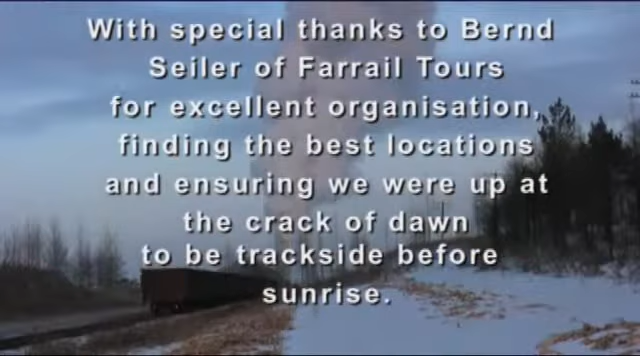 With special thanks to Bernd
Seiler of Farrail Tours
for excellent organisation,
finding the best locations
and ensuring we were up at
the crack of dawn
to be trackside before
sunrise.